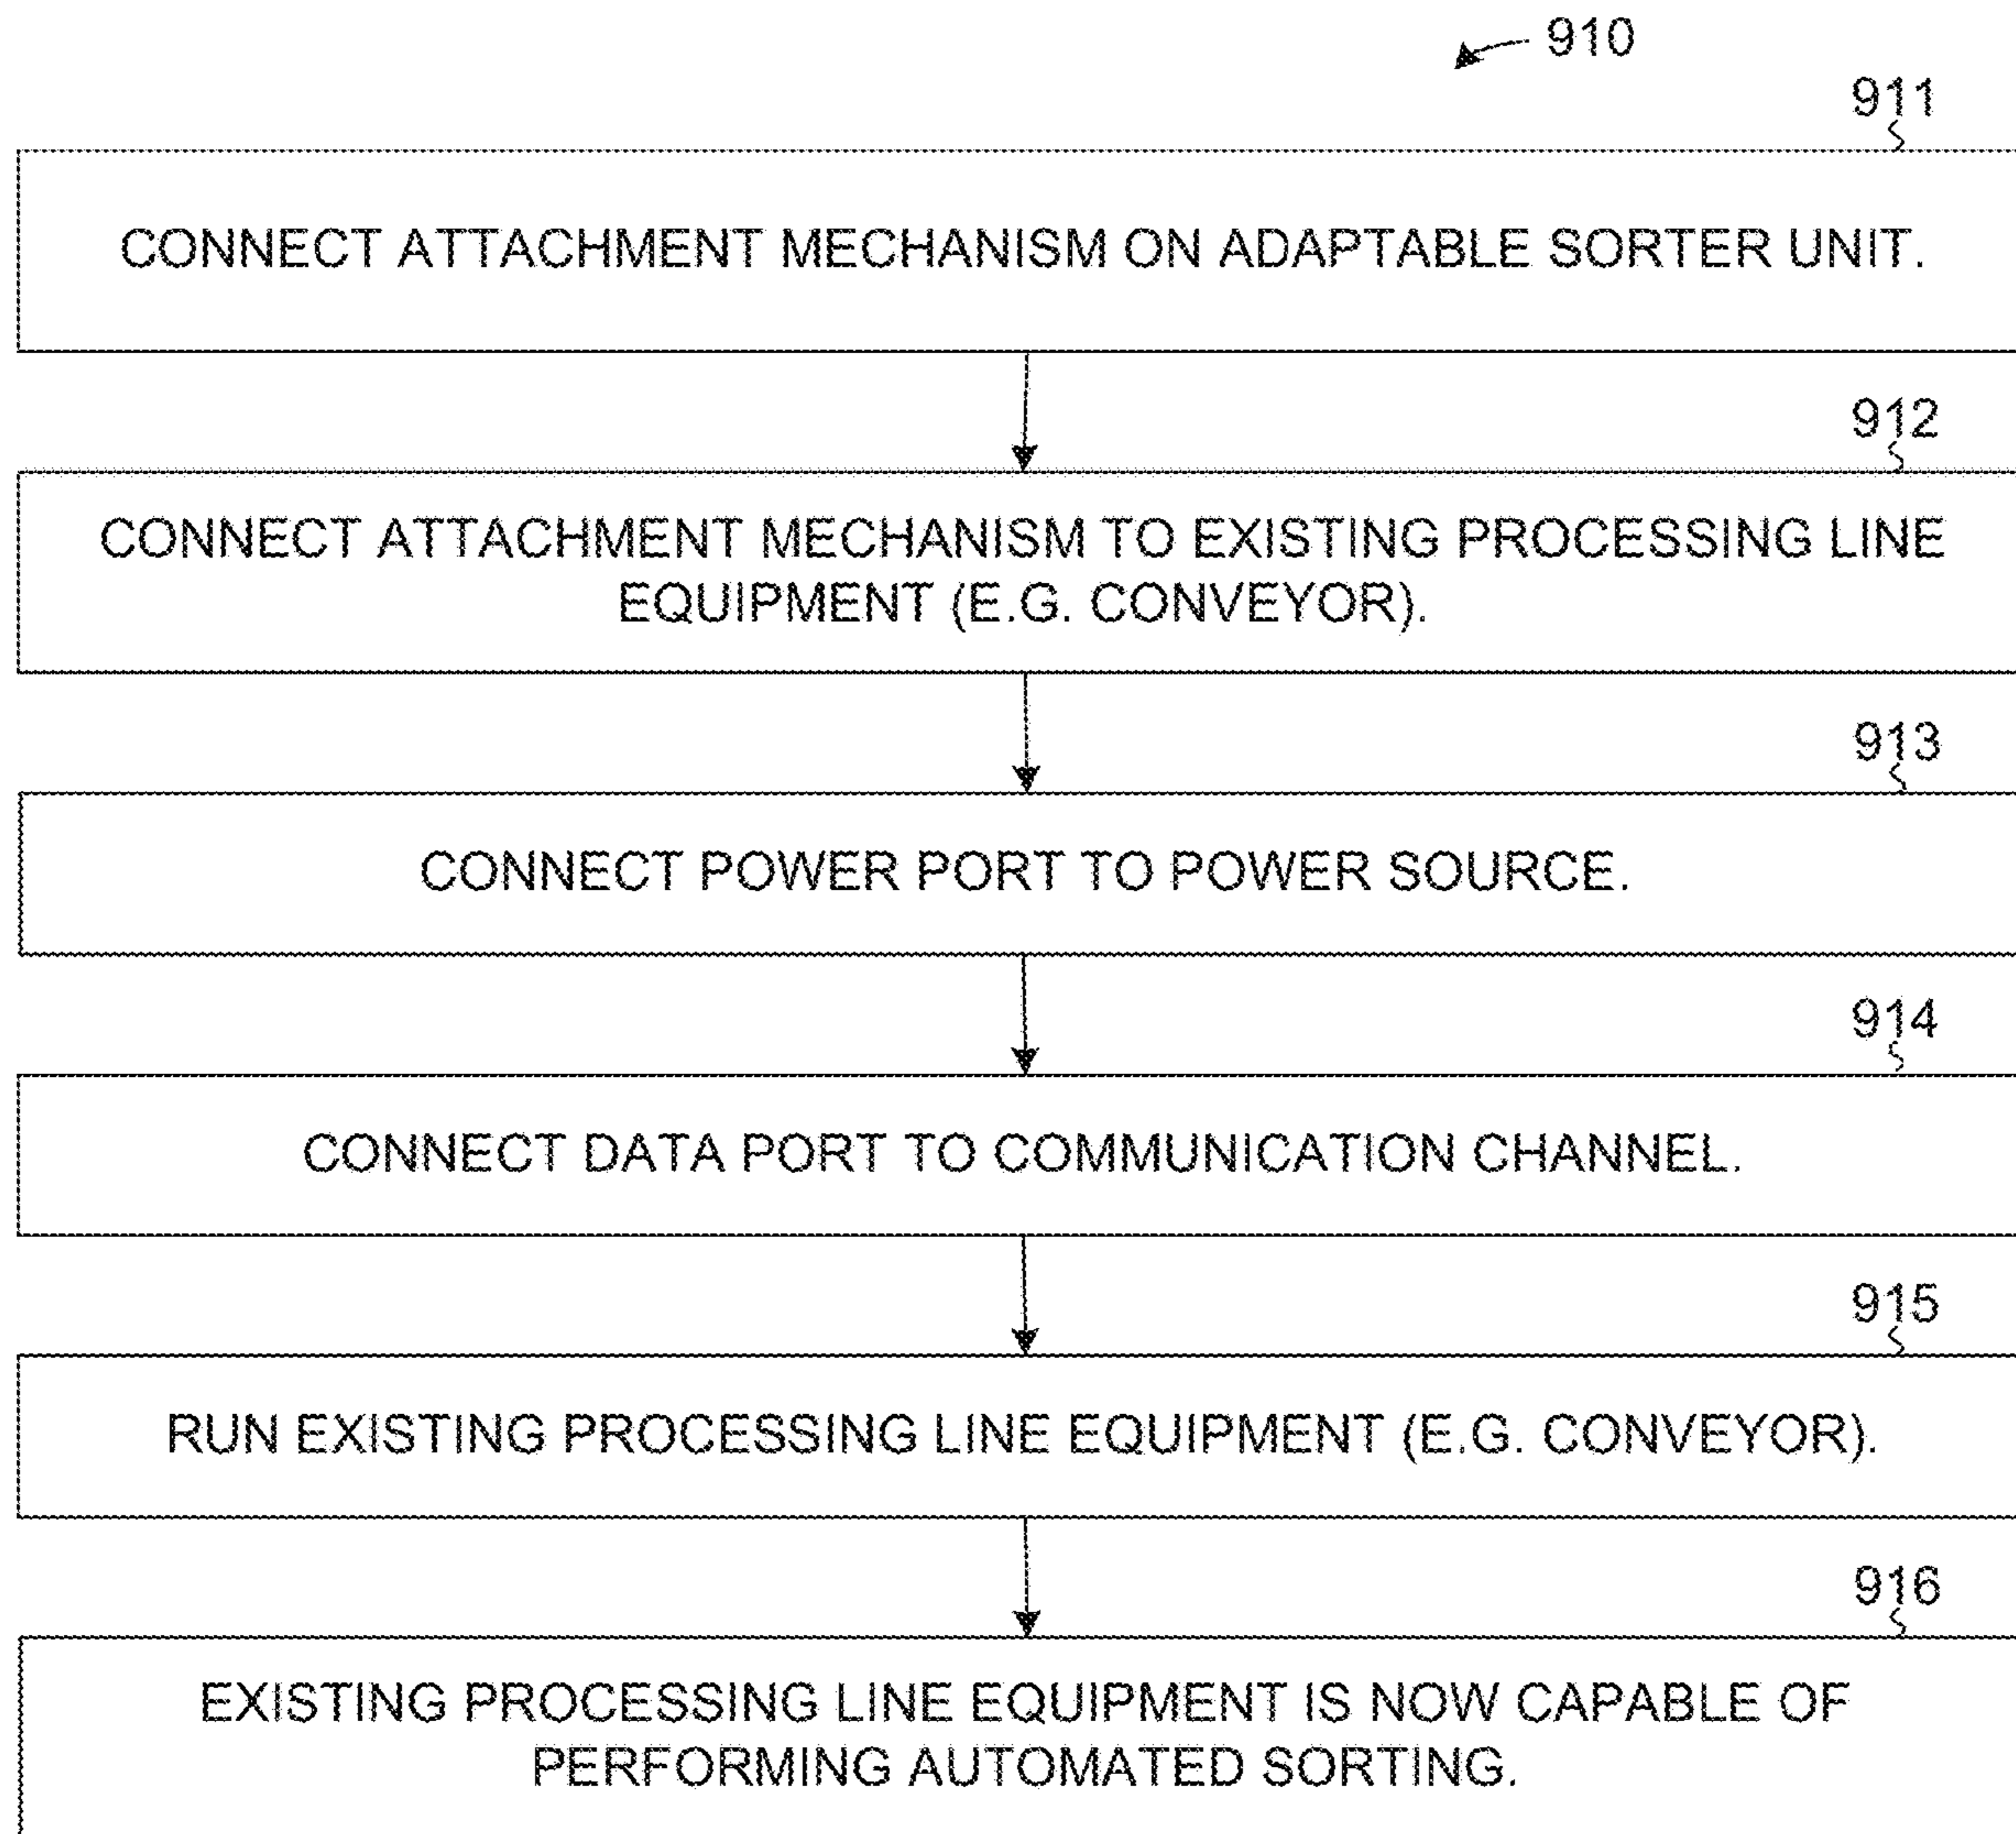 910
911
CONNECT ATTACHMENT MECHANISM ON ADAPTABLE SORTER UNIT.
912
CONNECT ATTACHMENT MECHANISM TO EXISTING PROCESSING LINE
EQUIPMENT (E.G. CONVEYOR).
913
CONNECT POWER PORT TO POWER SOURCE.
914
CONNECT DATA PORT TO COMMUNICATION CHANNEL.
915
RUN EXISTING PROCESSING LINE EQUIPMENT (E.G. CONVEYOR).
916
EXISTING PROCESSING LINE EQUIPMENT IS NOW CAPABLE OF
PERFORMING AUTOMATED SORTING.